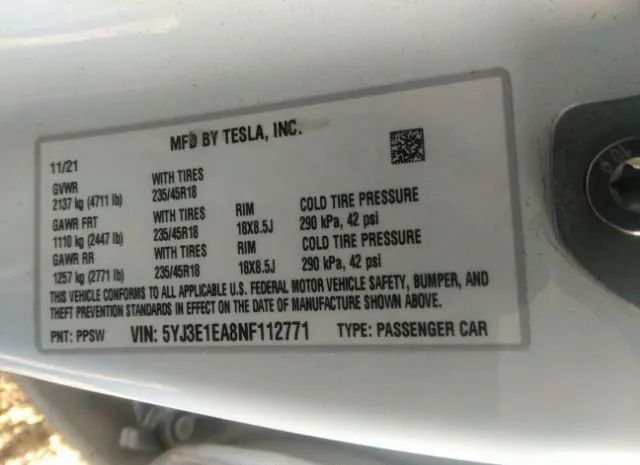 MFD BY TESLA, INC.
11/21
GVWR WITH TIRES
2137 kg (4711 lb) 235/45R18
GAWR FRT WITH TIRES RIM COLD TIRE PRESSURE
1110 kg (2447 lb) 235/45R18 18X8.5J 290 kPa, 42 psi
GAWR RR WITH TIRES RIM COLD TIRE PRESSURE
1257 kg (2771 lb) 235/45R18 18X8.5J 290 kPa, 42 psi
THIS VEHICLE CONFORMS TO ALL APPLICABLE U.S. FEDERAL MOTOR VEHICLE SAFETY, BUMPER, AND
THEFT PREVENTION STANDARDS IN EFFECT ON THE DATE OF MANUFACTURE SHOWN ABOVE.
PNT: PPSW VIN: 5YJ3E1EA8NF112771 TYPE: PASSENGER CAR